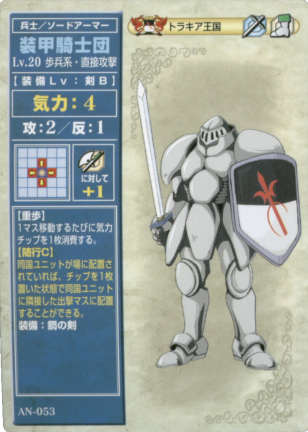 兵士／ソードアーマー
トラキア王国
装甲騎士団
Lv.20 歩兵系・直接攻撃
【装備Lv：剣B】
気力：4
攻：2／反：1
に対して
+1
【重歩】
1マス移動するたびに気力
チップを1枚消費する。
【随行C】
同国ユニットが場に配置さ
れていれば、チップを1枚
置いた状態で同国ユニット
に隣接した出撃マスに配置
することができる。
装備：鋼の剣
AN-053